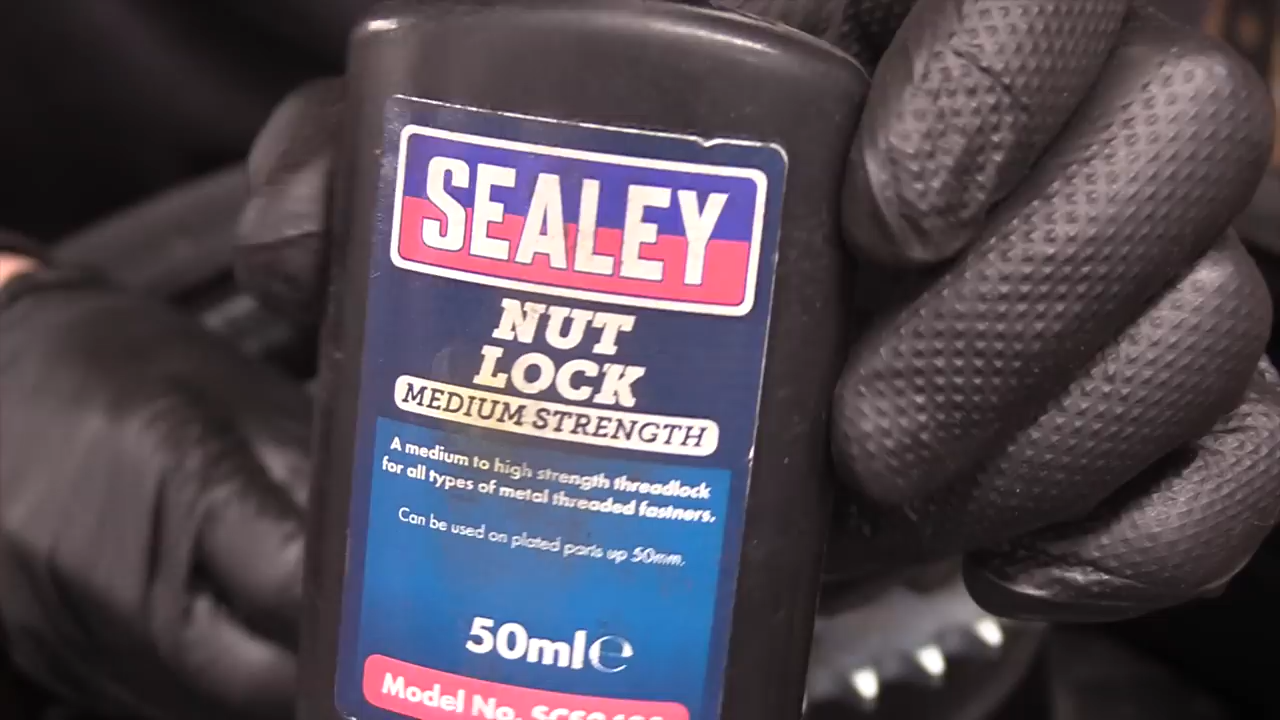 SEALEY
NUT
LOCK
MEDIUM STRENGTH
A medium to high strength threadlock
for all types of metal threaded fastners.
Can be used on plated parts up 50mm.
50ml℮
Model No.